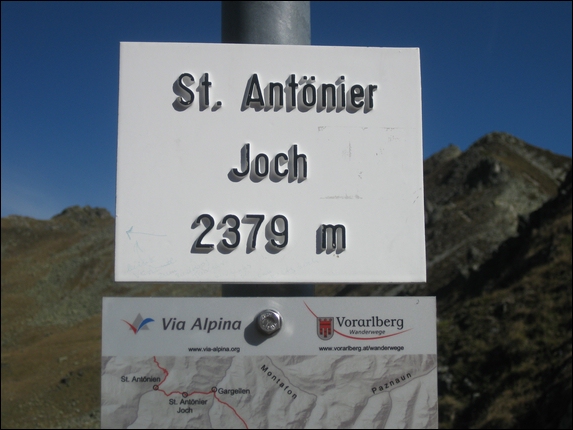 St. Antönier
Joch
2379 m
Via Alpina
www.via-alpina.org
Vorarlberg
Wanderwege
www.vorarlberg.at/wanderwege
St. Antönien
St. Antönier
Joch
Gargellen
Montafon
Paznaun